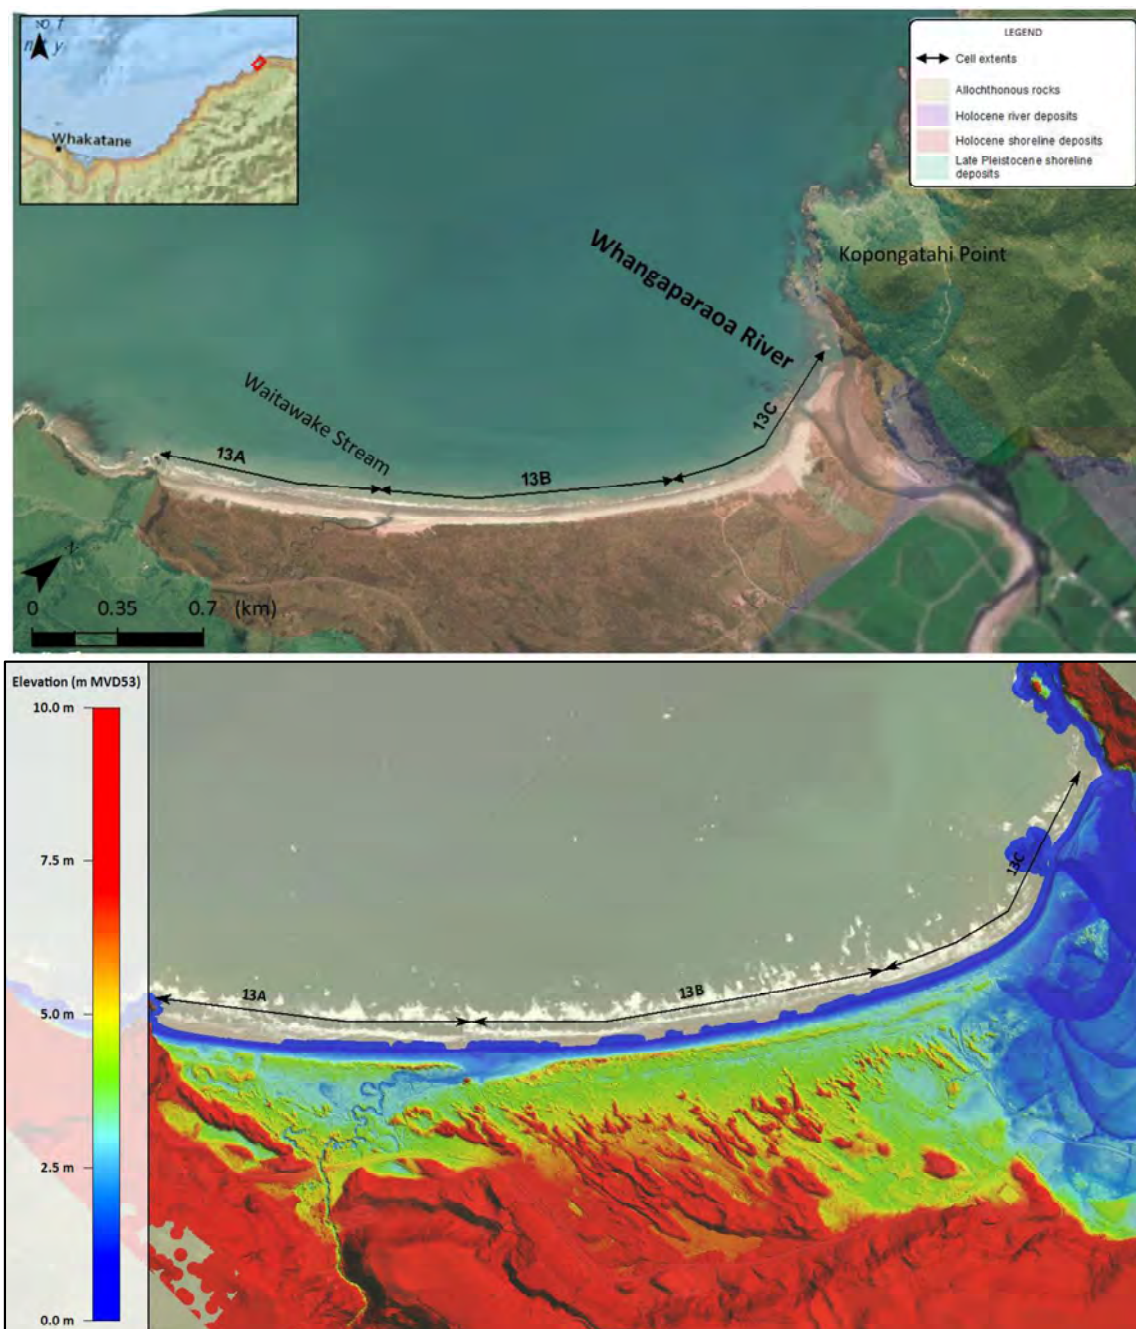 o f
n t y
Whakatane
LEGEND
Cell extents
Allochthonous rocks
Holocene river deposits
Holocene shoreline deposits
Late Pleistocene shoreline
deposits
Kopongatahi Point
Whangaparaoa River
Waitawake Stream
13A
13B
13C
0 0.35 0.7 (km)
Elevation (m MVD53)
10.0 m
7.5 m
5.0 m
2.5 m
0.0 m
13A
13B
13C